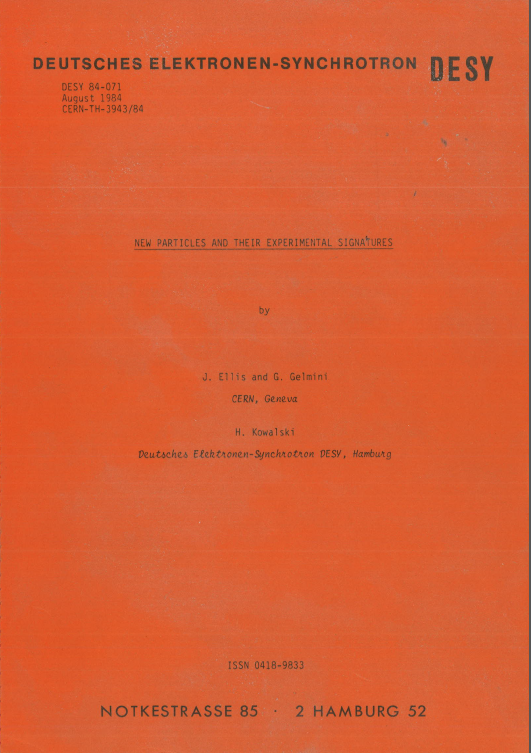 DEUTSCHES ELEKTRONEN-SYNCHROTRON DESY
DESY 84-071
August 1984
CERN-TH-3943/84
NEW PARTICLES AND THEIR EXPERIMENTAL SIGNATURES
by
J. Ellis and G. Gelmini
CERN, Geneva
H. Kowalski
Deutsches Elektronen-Synchrotron DESY, Hamburg
ISSN 0418-9833
NOTKESTRASSE 85 · 2 HAMBURG 52